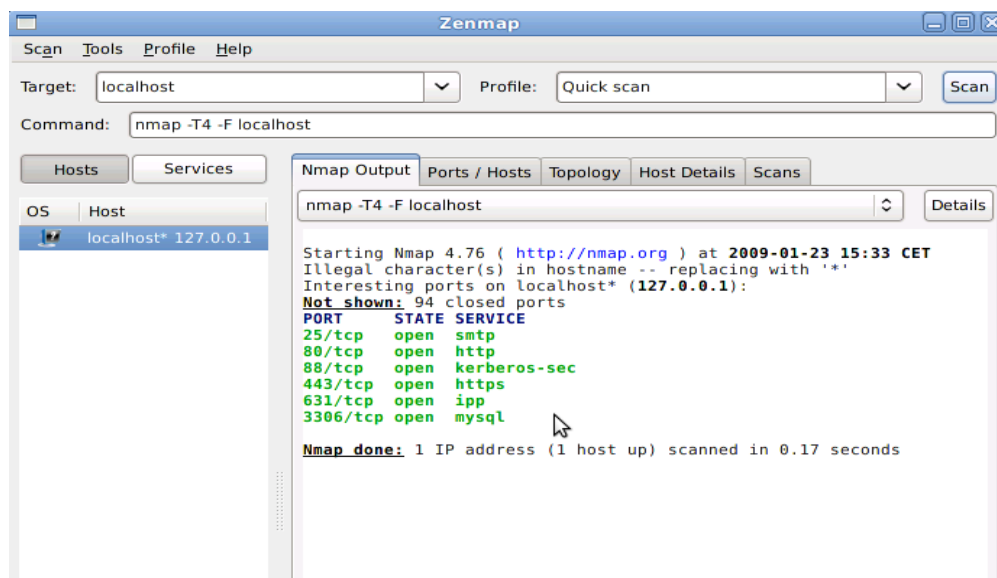 Zenmap
Scan Tools Profile Help
Target: localhost Profile: Quick scan Scan
Command: nmap -T4 -F localhost
Hosts Services
Nmap Output Ports / Hosts Topology Host Details Scans
OS Host
nmap -T4 -F localhost Details
localhost* 127.0.0.1
Starting Nmap 4.76 ( http://nmap.org ) at 2009-01-23 15:33 CET
Illegal character(s) in hostname -- replacing with '*'
Interesting ports on localhost* (127.0.0.1):
Not shown: 94 closed ports
PORT STATE SERVICE
25/tcp open smtp
80/tcp open http
88/tcp open kerberos-sec
443/tcp open https
631/tcp open ipp
3306/tcp open mysql
Nmap done: 1 IP address (1 host up) scanned in 0.17 seconds